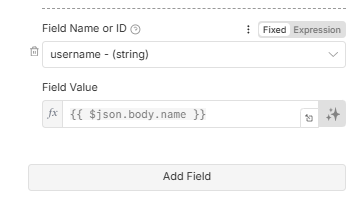 Field Name or ID
Fixed Expression
username - (string)
Field Value
fx {{ $json.body.name }}
Add Field